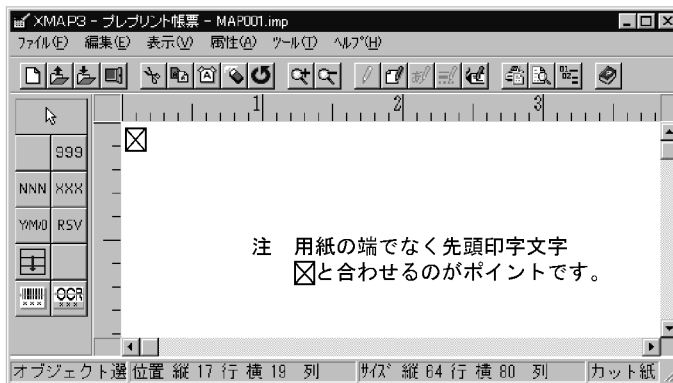 XMAP3 - プレプリント帳票 - MAP001.imp
ファイル(F) 編集(E) 表示(V) 属性(A) ツール(T) ヘルプ(H)
1 2 3
999
NNN XXX
Y/M/D RSV
OCR
注 用紙の端でなく先頭印字文字
と合わせるのがポイントです。
オブジェクト選 位置 縦 17 行 横 19 列 サイズ 縦 64 行 横 80 列 カット紙